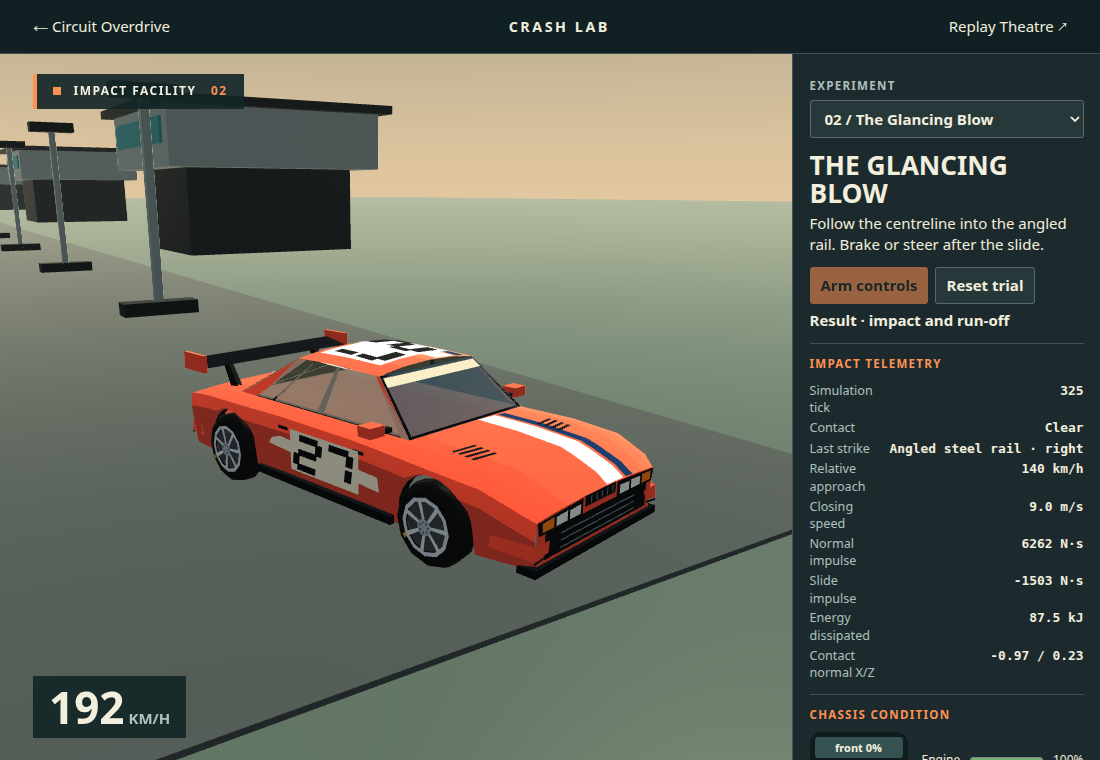 ← Circuit Overdrive
CRASH LAB
Replay Theatre ↗
IMPACT FACILITY 02
27
192 KM/H
EXPERIMENT
02 / The Glancing Blow
THE GLANCING
BLOW
Follow the centreline into the angled
rail. Brake or steer after the slide.
Arm controls
Reset trial
Result · impact and run-off
IMPACT TELEMETRY
Simulation tick 325
Contact Clear
Last strike Angled steel rail · right
Relative approach 140 km/h
Closing speed 9.0 m/s
Normal impulse 6262 N·s
Slide impulse -1503 N·s
Energy dissipated 87.5 kJ
Contact normal X/Z -0.97 / 0.23
CHASSIS CONDITION
front 0%
Engine 100%